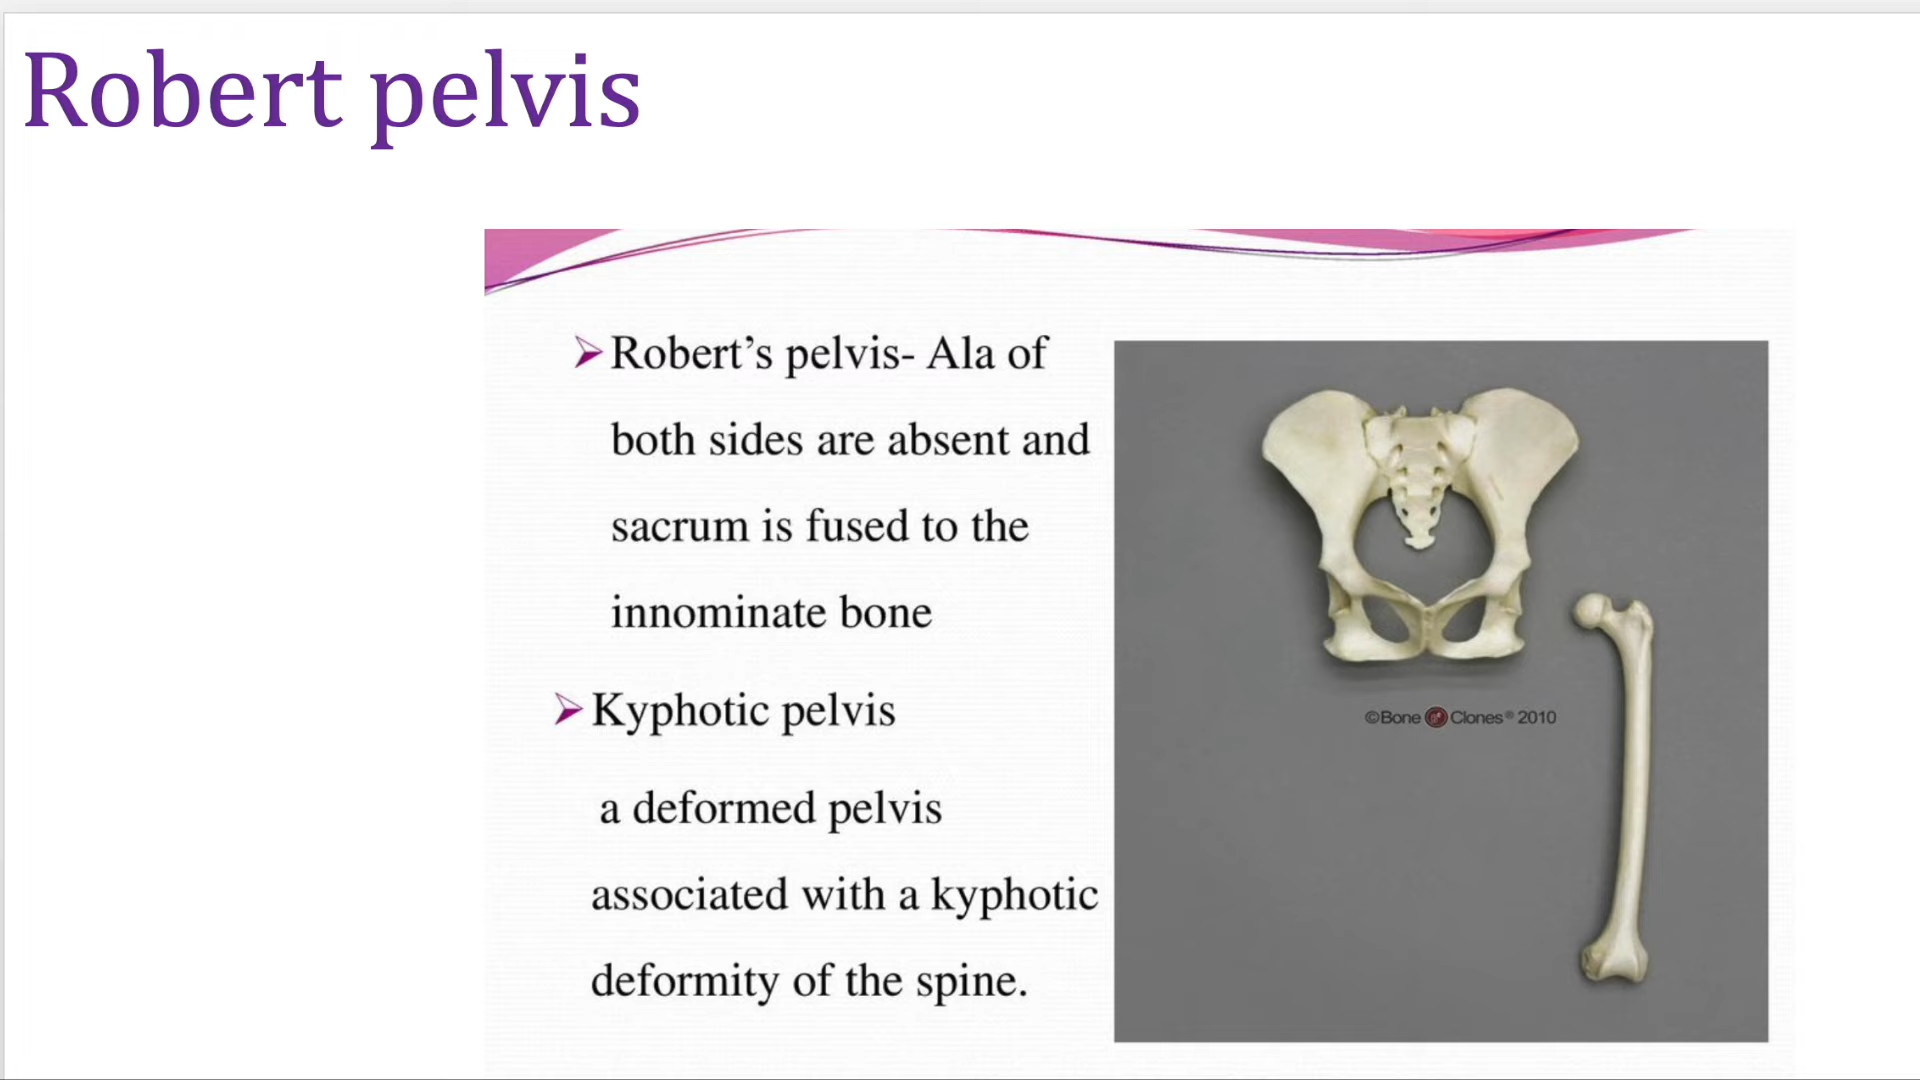 Robert pelvis
Robert’s pelvis- Ala of
both sides are absent and
sacrum is fused to the
innominate bone
Kyphotic pelvis
a deformed pelvis
associated with a kyphotic
deformity of the spine.
©Bone Clones® 2010